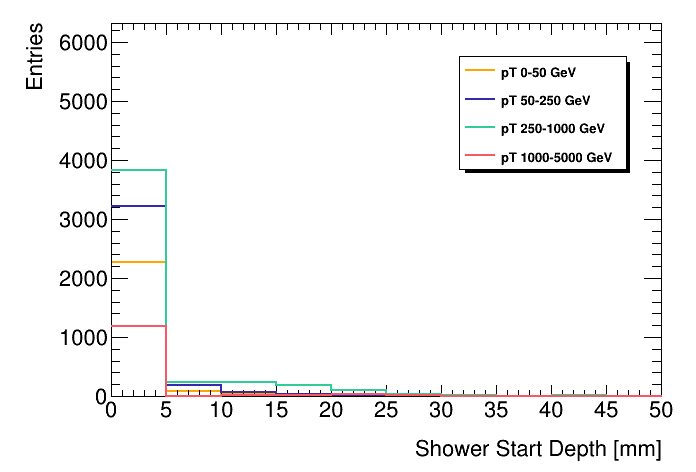 Entries
6000
5000
4000
3000
2000
1000
0
0 5 10 15 20 25 30 35 40 45 50
Shower Start Depth [mm]
pT 0-50 GeV
pT 50-250 GeV
pT 250-1000 GeV
pT 1000-5000 GeV